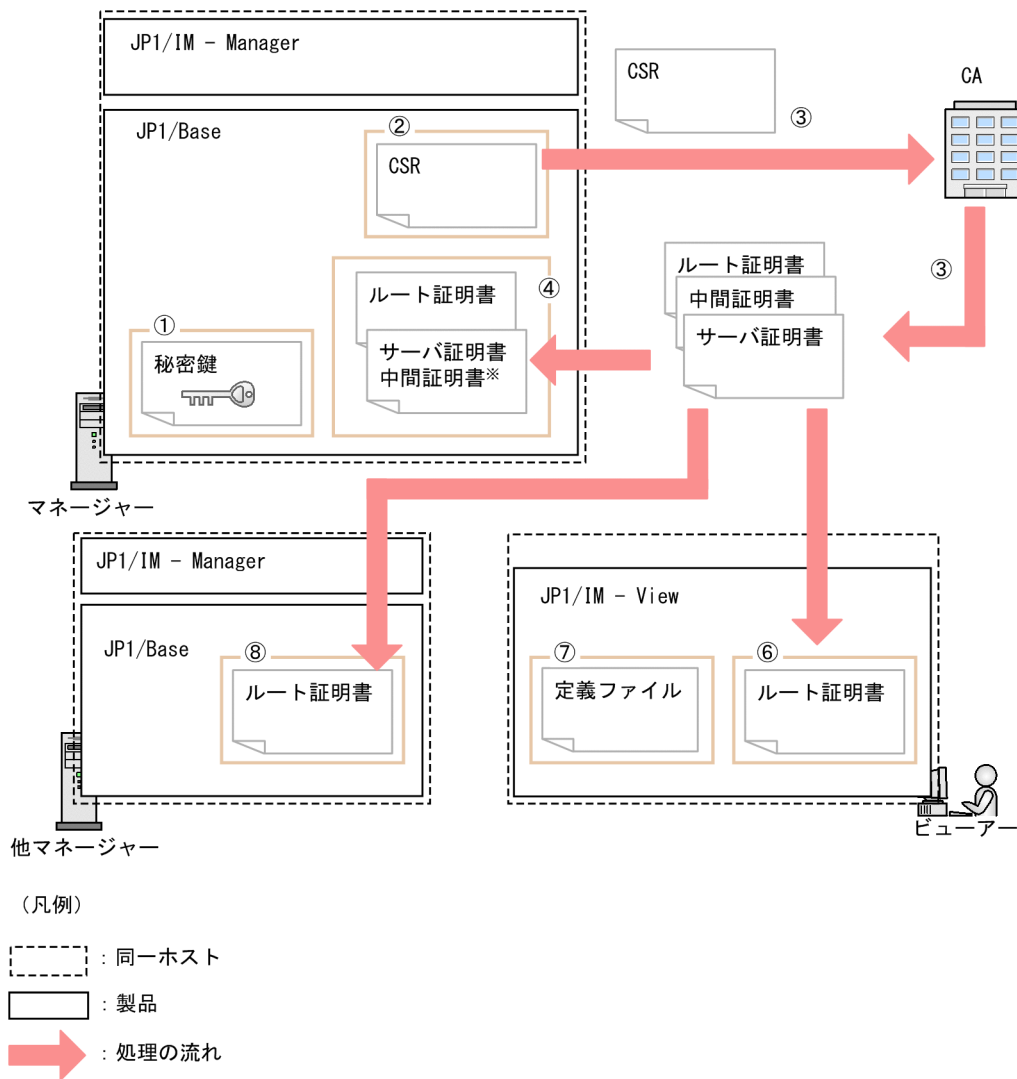 JP1/IM - Manager
JP1/Base
②
CSR
CSR
③
CA
ルート証明書
④
サーバ証明書
中間証明書※
①
秘密鍵
ルート証明書
中間証明書
サーバ証明書
③
マネージャー
JP1/IM - Manager
JP1/Base
⑧
ルート証明書
他マネージャー
JP1/IM - View
⑦
定義ファイル
⑥
ルート証明書
ビューアー
（凡例）
：同一ホスト
：製品
：処理の流れ